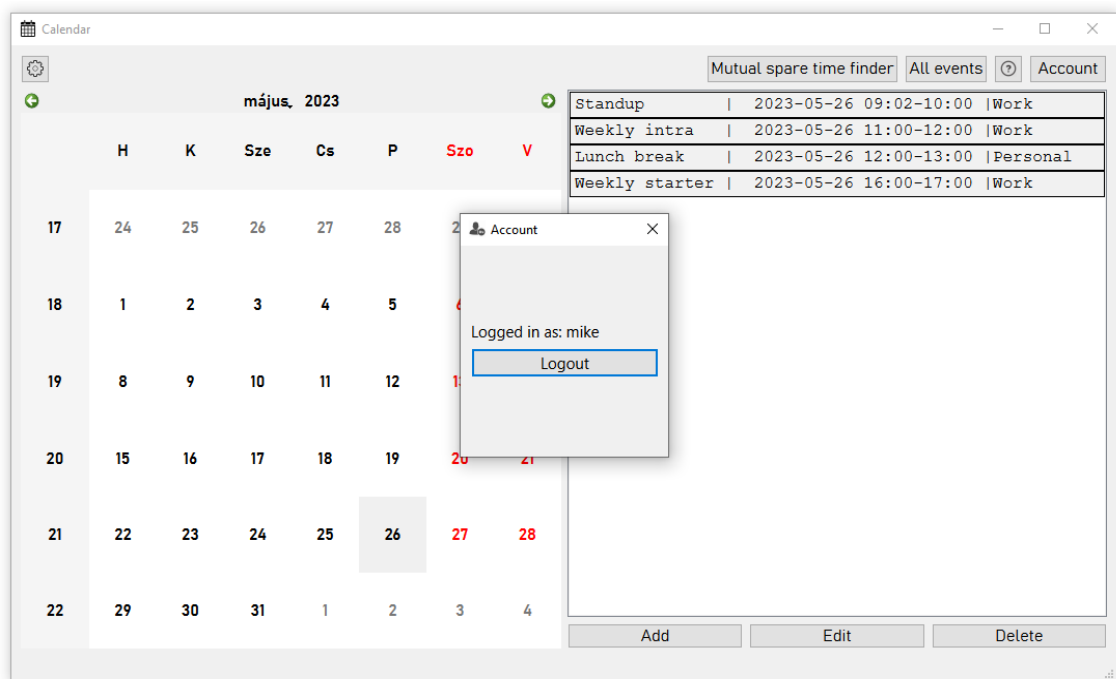 Calendar
Mutual spare time finder All events ? Account
május, 2023
H K Sze Cs P Szo V
17 24 25 26 27 28
18 1 2 3 4 5
19 8 9 10 11 12
20 15 16 17 18 19 20 21
21 22 23 24 25 26 27 28
22 29 30 31 1 2 3 4
Standup | 2023-05-26 09:02-10:00 |Work
Weekly intra | 2023-05-26 11:00-12:00 |Work
Lunch break | 2023-05-26 12:00-13:00 |Personal
Weekly starter | 2023-05-26 16:00-17:00 |Work
Add Edit Delete
Account
Logged in as: mike
Logout